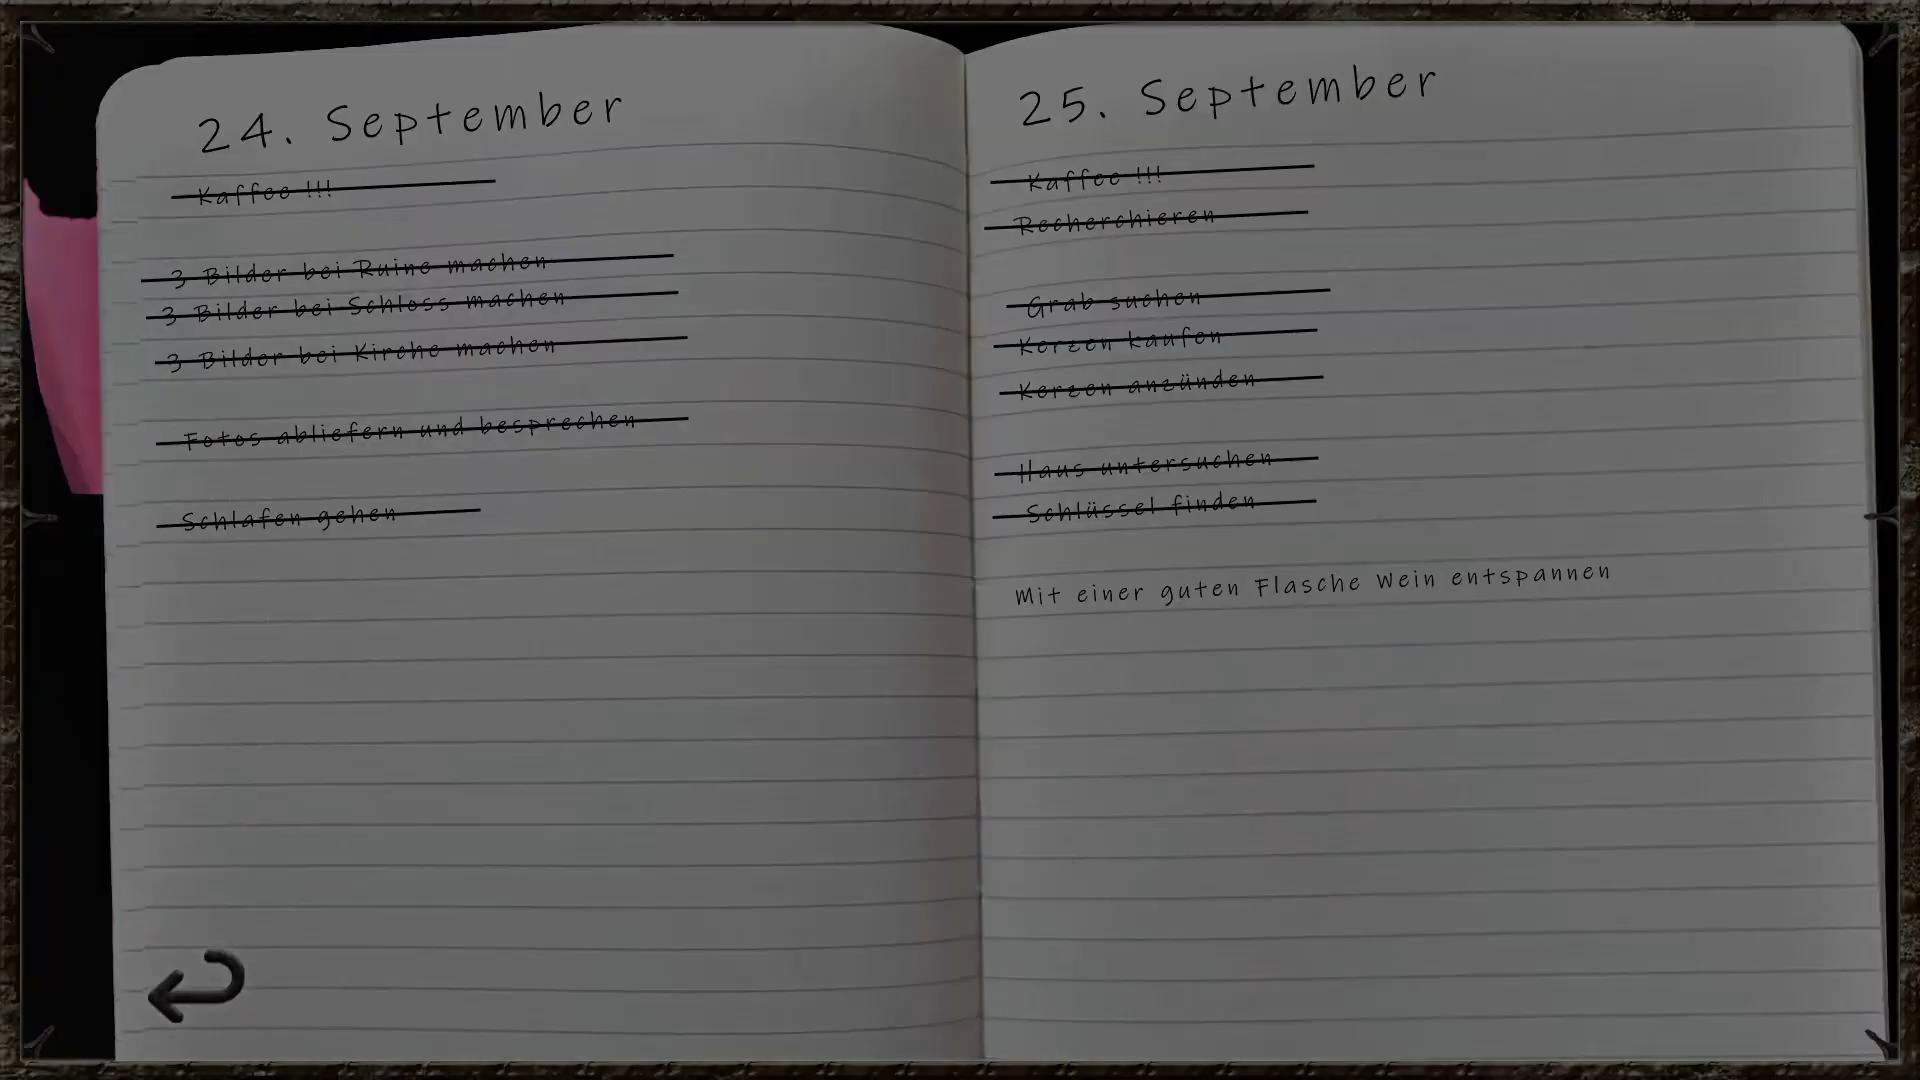 24. September
Kaffee !!!
3 Bilder bei Ruine machen
3 Bilder bei Schloss machen
3 Bilder bei Kirche machen
Fotos abliefern und besprechen
Schlafen gehen
25. September
Kaffee !!!
Recherchieren
Grab suchen
Kerzen kaufen
Kerzen anzünden
Haus untersuchen
Schlüssel finden
Mit einer guten Flasche Wein entspannen